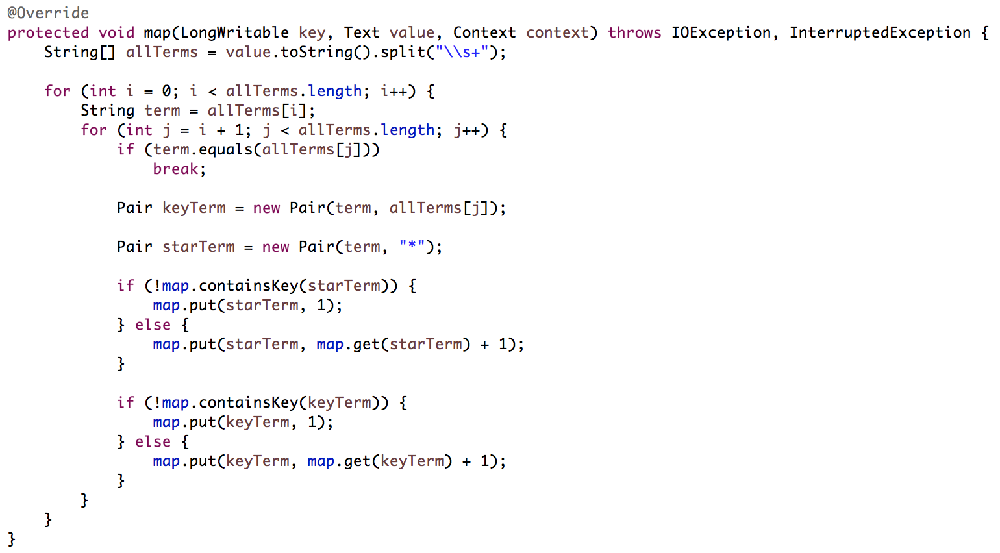 @Override
protected void map(LongWritable key, Text value, Context context) throws IOException, InterruptedException {
    String[] allTerms = value.toString().split("\\s+");

    for (int i = 0; i < allTerms.length; i++) {
        String term = allTerms[i];
        for (int j = i + 1; j < allTerms.length; j++) {
            if (term.equals(allTerms[j]))
                break;

            Pair keyTerm = new Pair(term, allTerms[j]);

            Pair starTerm = new Pair(term, "*");

            if (!map.containsKey(starTerm)) {
                map.put(starTerm, 1);
            } else {
                map.put(starTerm, map.get(starTerm) + 1);
            }

            if (!map.containsKey(keyTerm)) {
                map.put(keyTerm, 1);
            } else {
                map.put(keyTerm, map.get(keyTerm) + 1);
            }
        }
    }
}